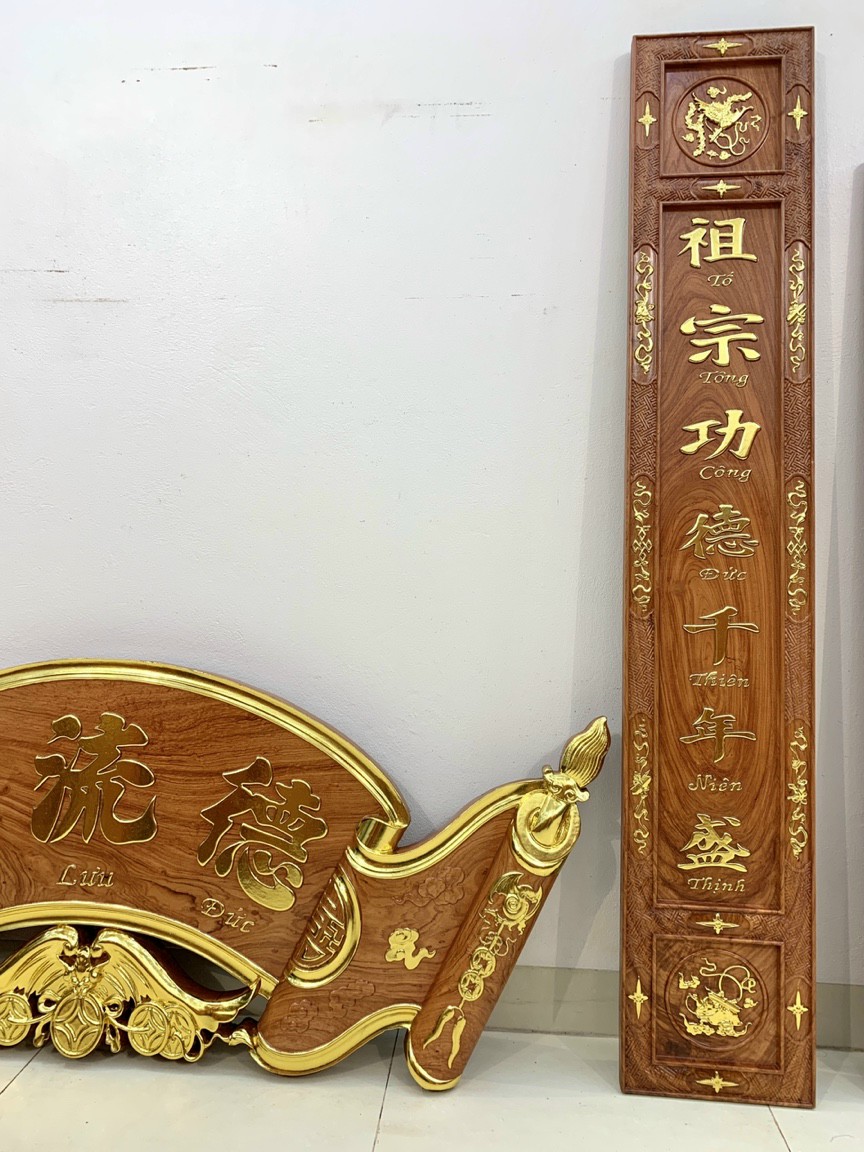 流 德
Lưu Đức
祖
Tổ
宗
Tông
功
Công
德
Đức
千
Thiên
年
Niên
盛
Thịnh